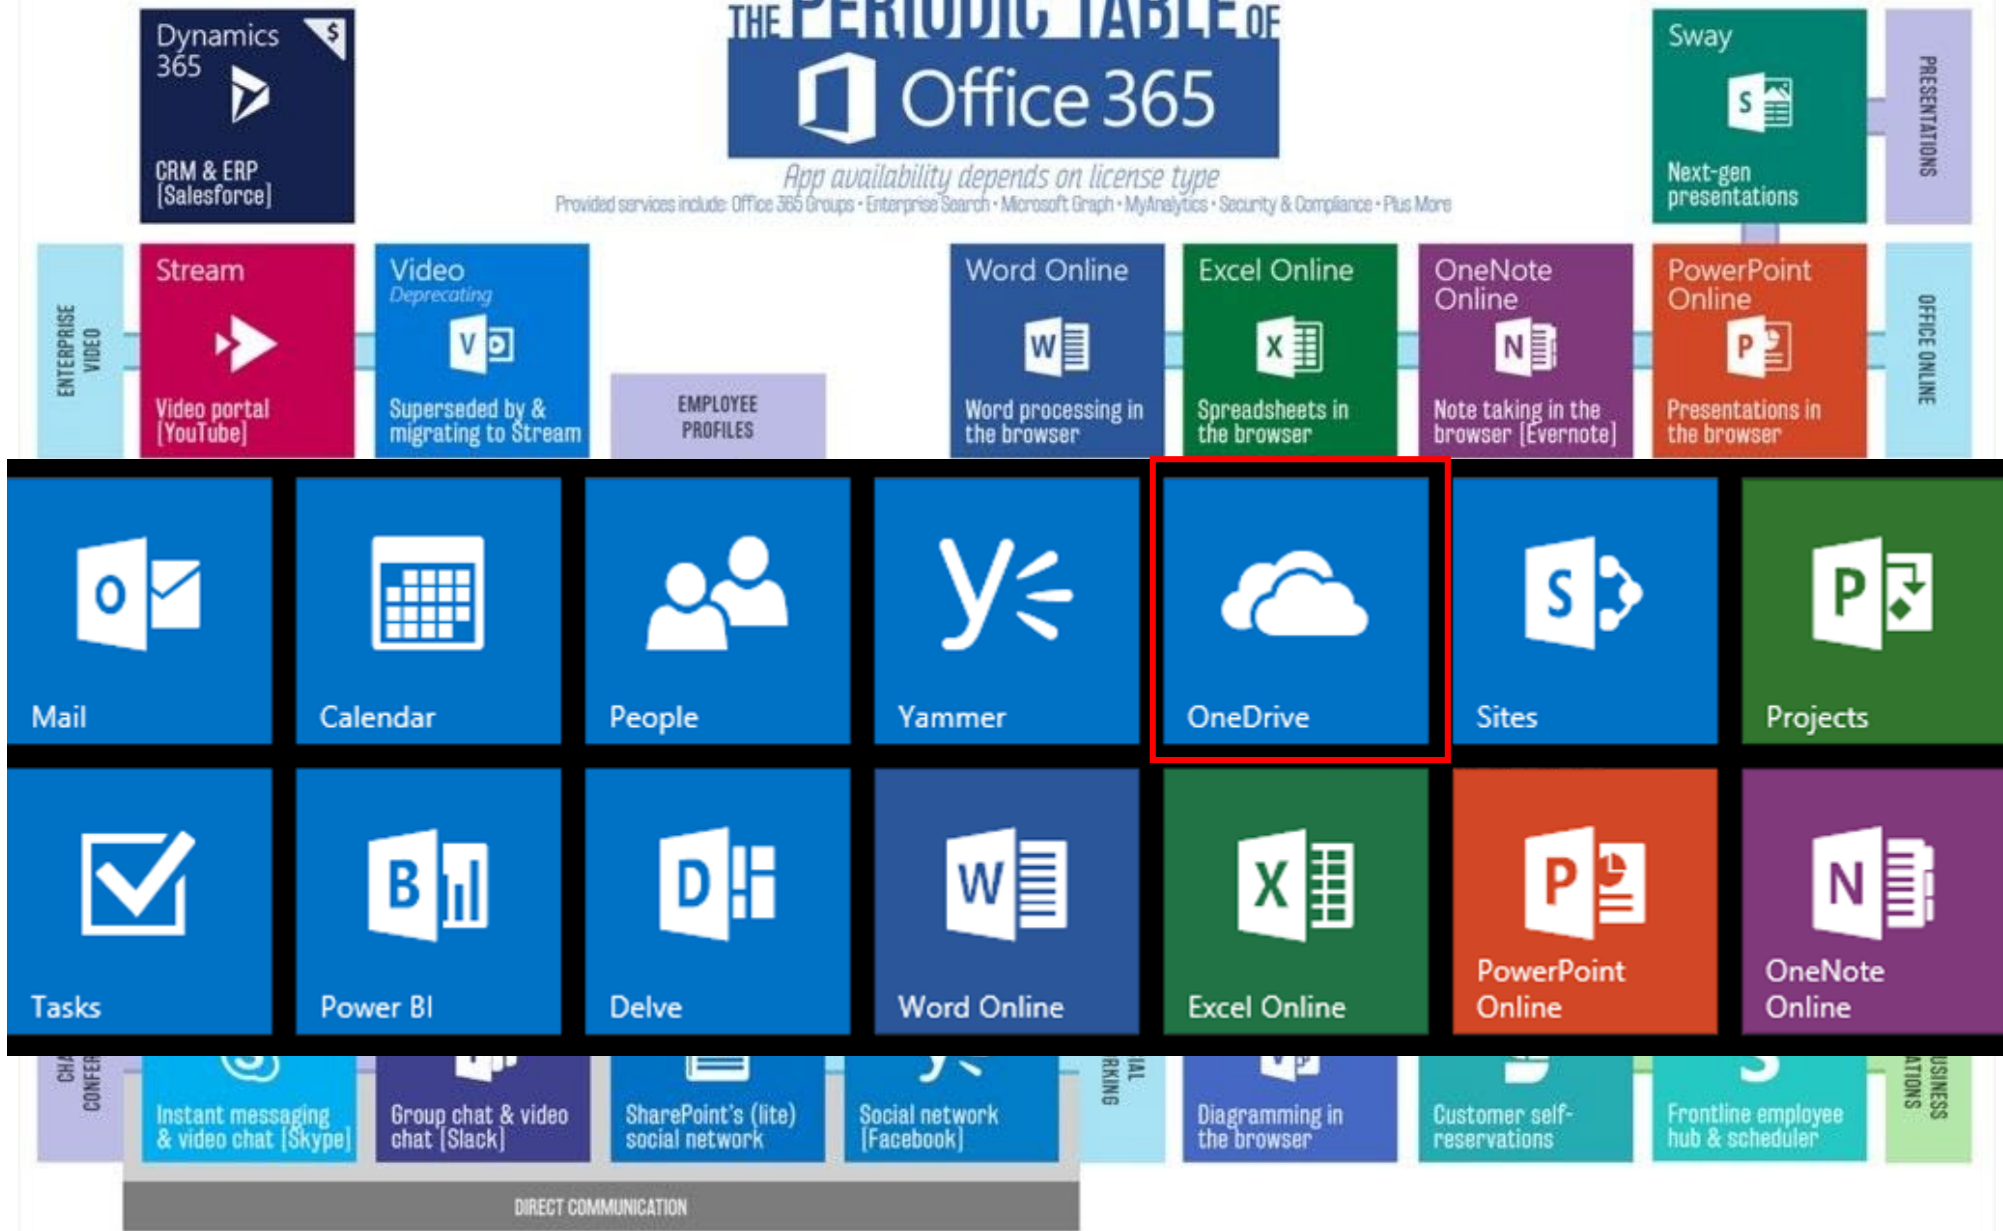 THE PERIODIC TABLE OF
Office 365
App availability depends on license type
Provided services include: Office 365 Groups • Enterprise Search • Microsoft Graph • MyAnalytics • Security & Compliance • Plus More
Dynamics
365
$
CRM & ERP
[Salesforce]
Sway
S
Next-gen
presentations
PRESENTATIONS
ENTERPRISE
VIDEO
Stream
Video portal
[YouTube]
Video
Deprecating
V
Superseded by &
migrating to Stream
EMPLOYEE
PROFILES
Word Online
W
Word processing in
the browser
Excel Online
X
Spreadsheets in
the browser
OneNote
Online
N
Note taking in the
browser [Evernote]
PowerPoint
Online
P
Presentations in
the browser
OFFICE ONLINE
O
Mail
Calendar
People
Yammer
OneDrive
S
Sites
P
Projects
Tasks
B
Power BI
D
Delve
W
Word Online
X
Excel Online
P
PowerPoint
Online
N
OneNote
Online
Instant messaging
& video chat [Skype]
Group chat & video
chat [Slack]
SharePoint's (lite)
social network
Social network
[Facebook]
Diagramming in
the browser
Customer self-
reservations
Frontline employee
hub & scheduler
DIRECT COMMUNICATION